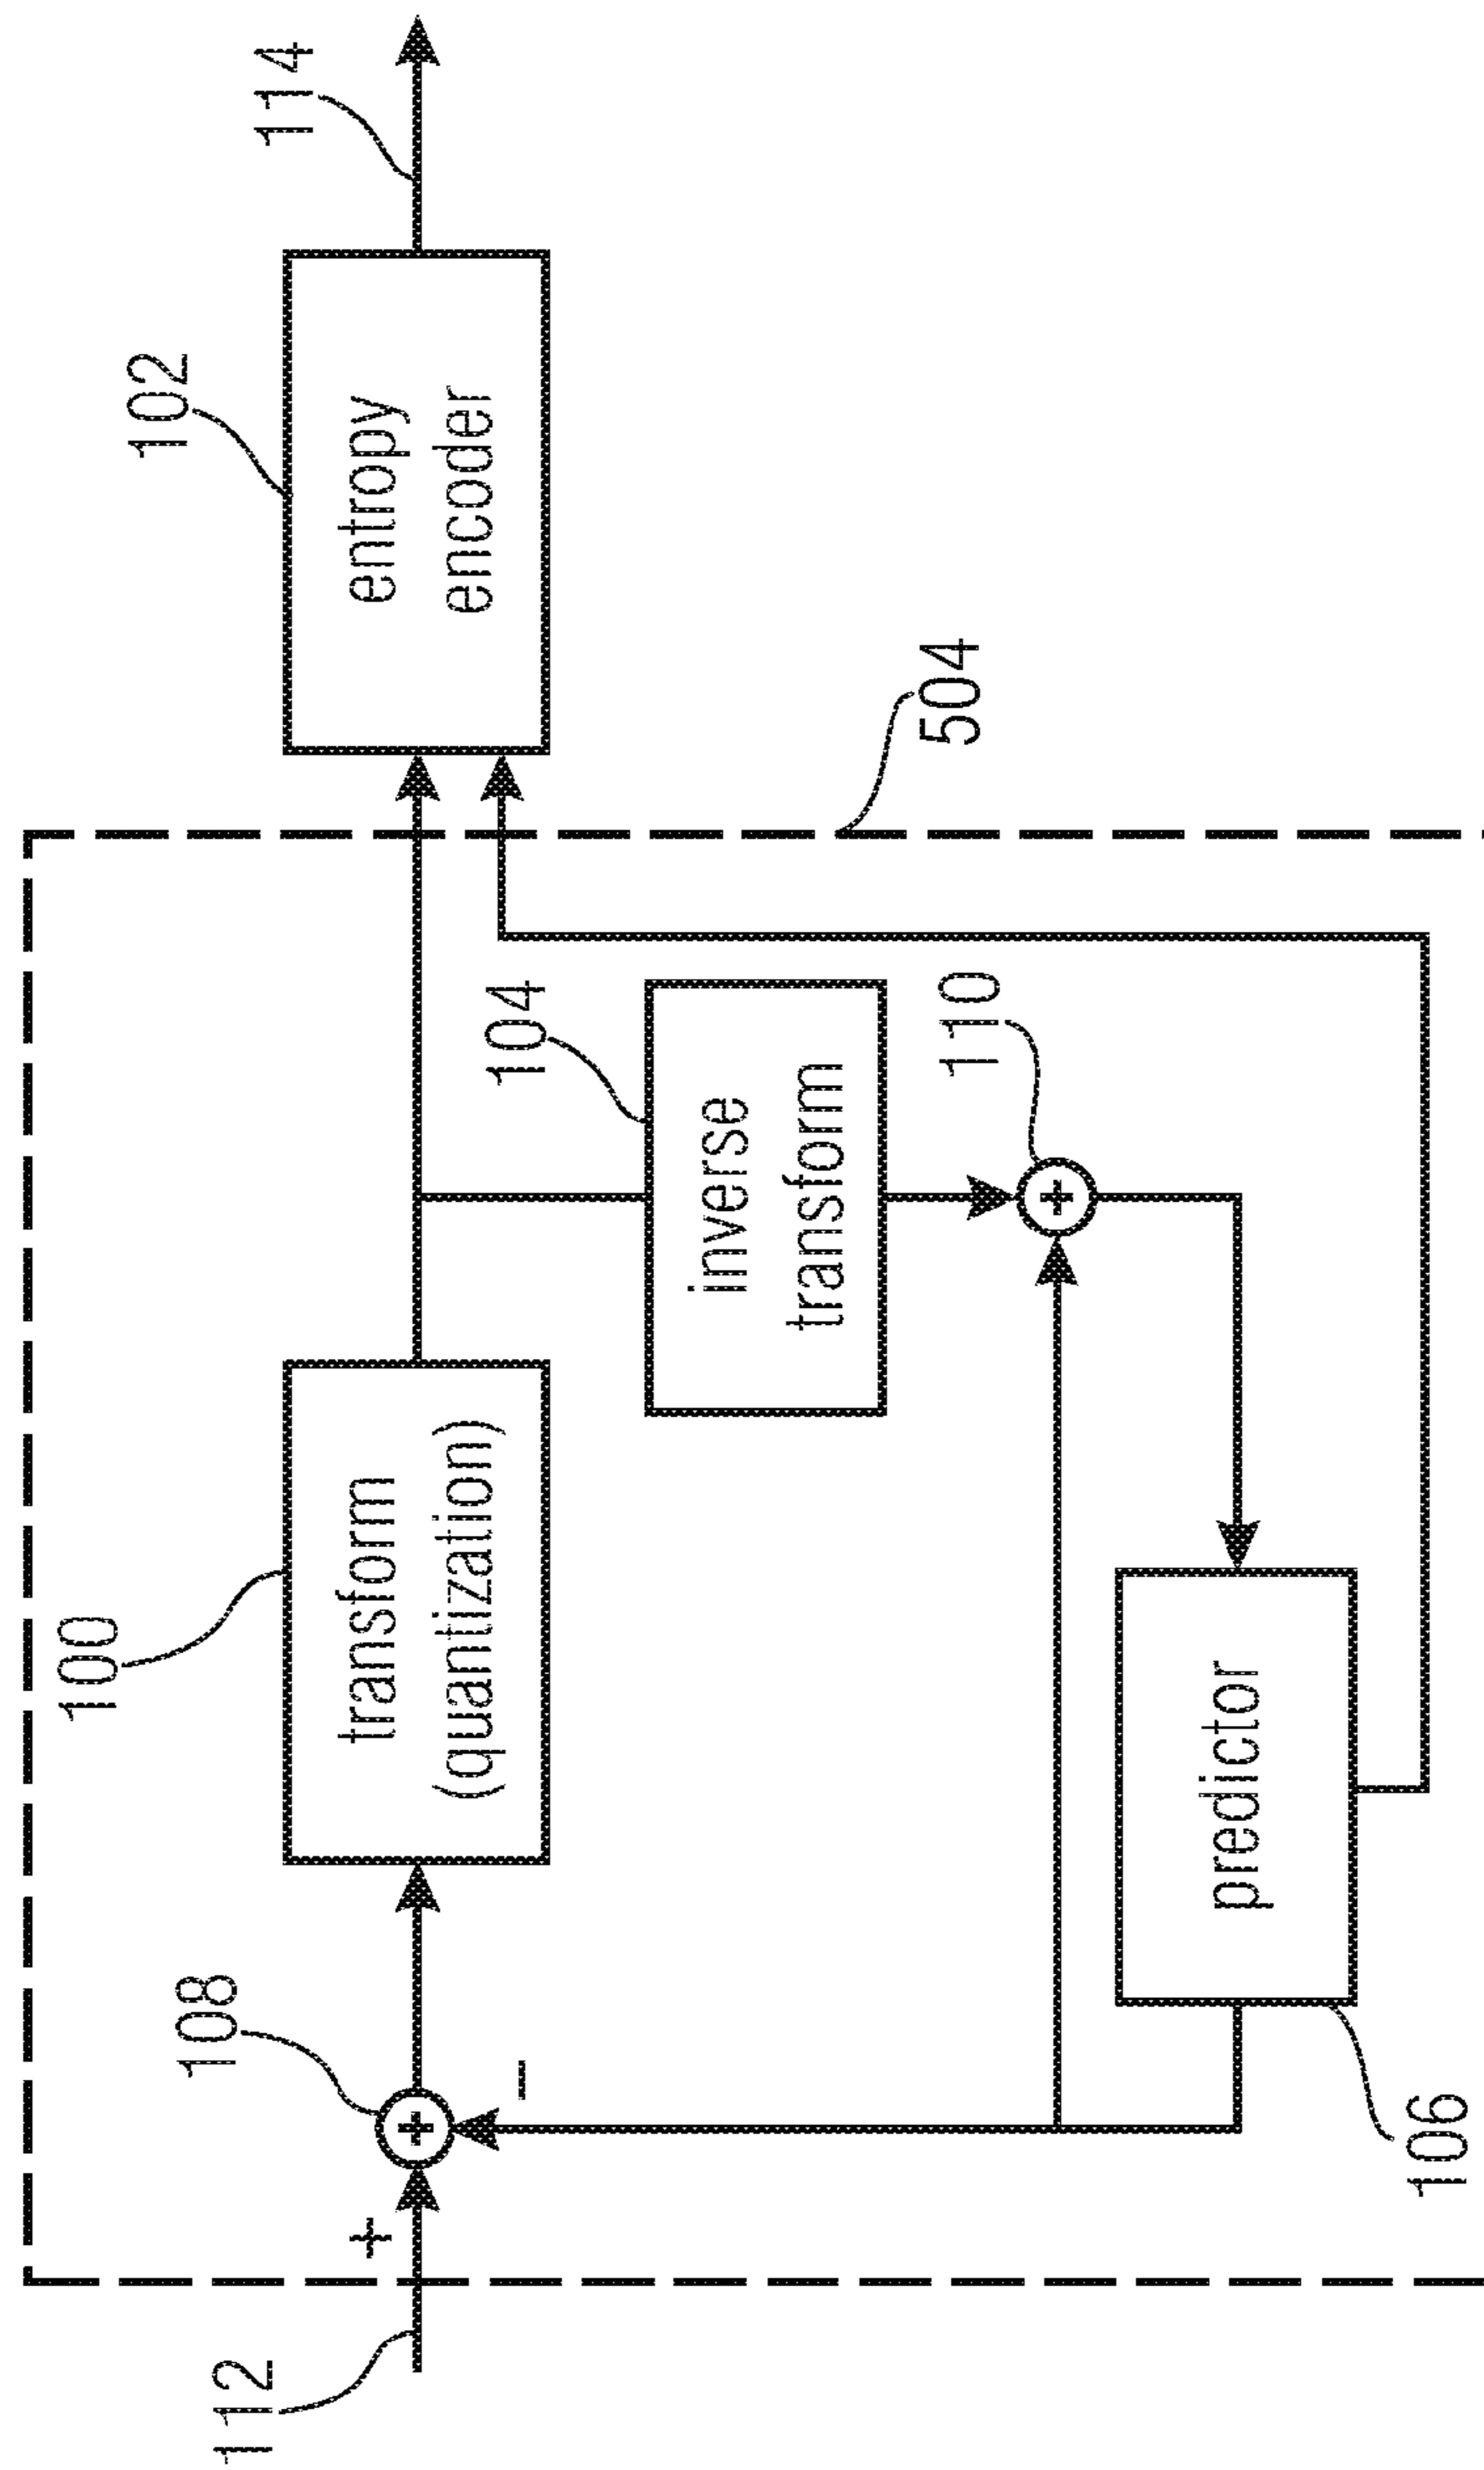 100
102
114
108
transform
(quantization)
entropy
encoder
112
+
+
−
104
inverse
transform
504
110
+
predictor
106